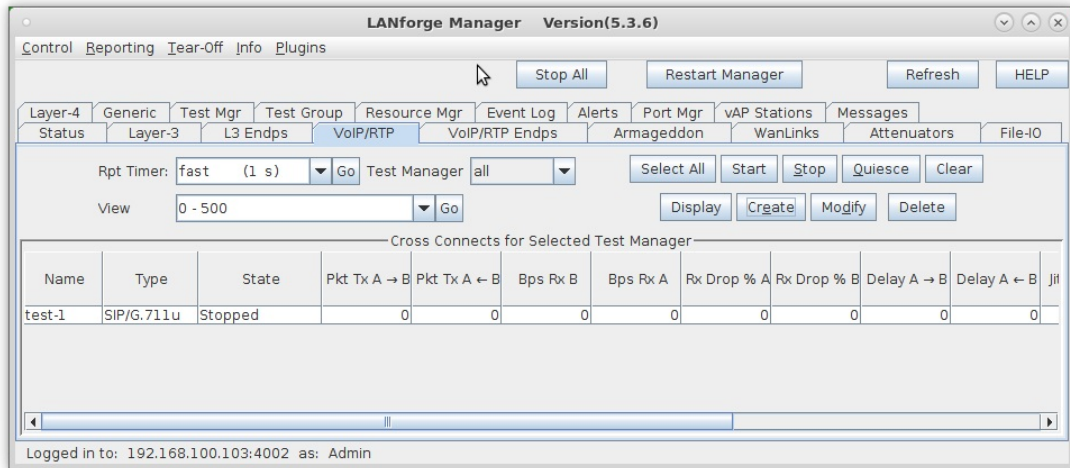 LANforge Manager Version(5.3.6)
Control Reporting Tear-Off Info Plugins
Stop All Restart Manager Refresh HELP
Layer-4 Generic Test Mgr Test Group Resource Mgr Event Log Alerts Port Mgr vAP Stations Messages
Status Layer-3 L3 Endps VoIP/RTP VoIP/RTP Endps Armageddon WanLinks Attenuators File-IO
Rpt Timer: fast (1 s) Go Test Manager all Select All Start Stop Quiesce Clear
View 0 - 500 Go Display Create Modify Delete
Cross Connects for Selected Test Manager
Name Type State Pkt Tx A → B Pkt Tx A ← B Bps Rx B Bps Rx A Rx Drop % A Rx Drop % B Delay A → B Delay A ← B Jit
test-1 SIP/G.711u Stopped 0 0 0 0 0 0 0 0
Logged in to: 192.168.100.103:4002 as: Admin